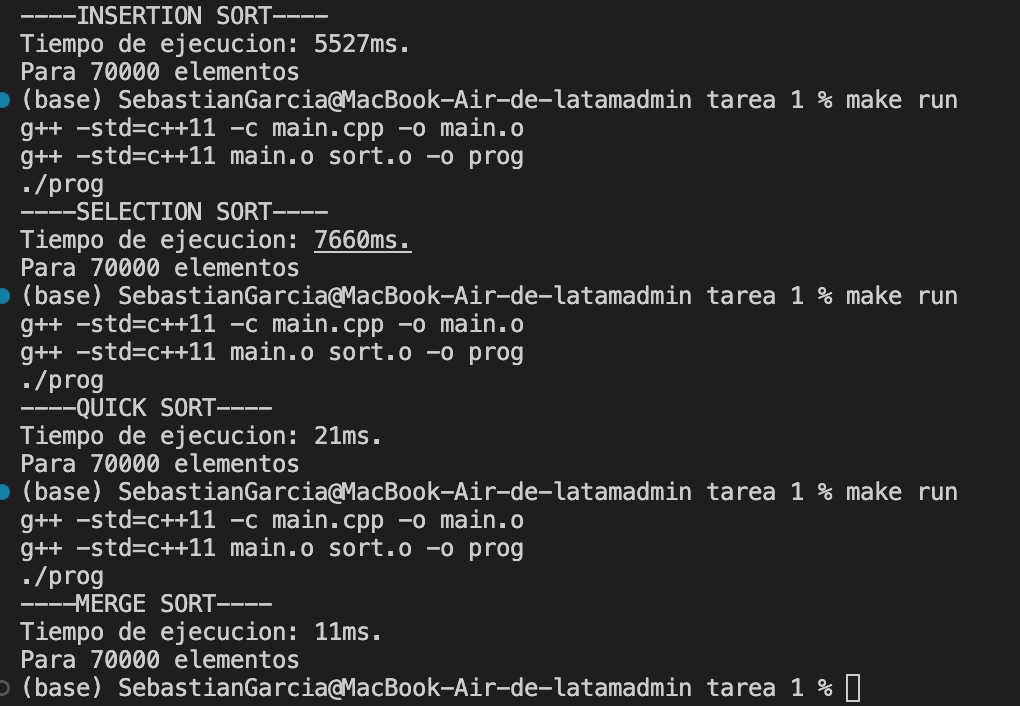 ----INSERTION SORT----
Tiempo de ejecucion: 5527ms.
Para 70000 elementos
(base) SebastianGarcia@MacBook-Air-de-latamadmin tarea 1 % make run
g++ -std=c++11 -c main.cpp -o main.o
g++ -std=c++11 main.o sort.o -o prog
./prog
----SELECTION SORT----
Tiempo de ejecucion: 7660ms.
Para 70000 elementos
(base) SebastianGarcia@MacBook-Air-de-latamadmin tarea 1 % make run
g++ -std=c++11 -c main.cpp -o main.o
g++ -std=c++11 main.o sort.o -o prog
./prog
----QUICK SORT----
Tiempo de ejecucion: 21ms.
Para 70000 elementos
(base) SebastianGarcia@MacBook-Air-de-latamadmin tarea 1 % make run
g++ -std=c++11 -c main.cpp -o main.o
g++ -std=c++11 main.o sort.o -o prog
./prog
----MERGE SORT----
Tiempo de ejecucion: 11ms.
Para 70000 elementos
(base) SebastianGarcia@MacBook-Air-de-latamadmin tarea 1 %